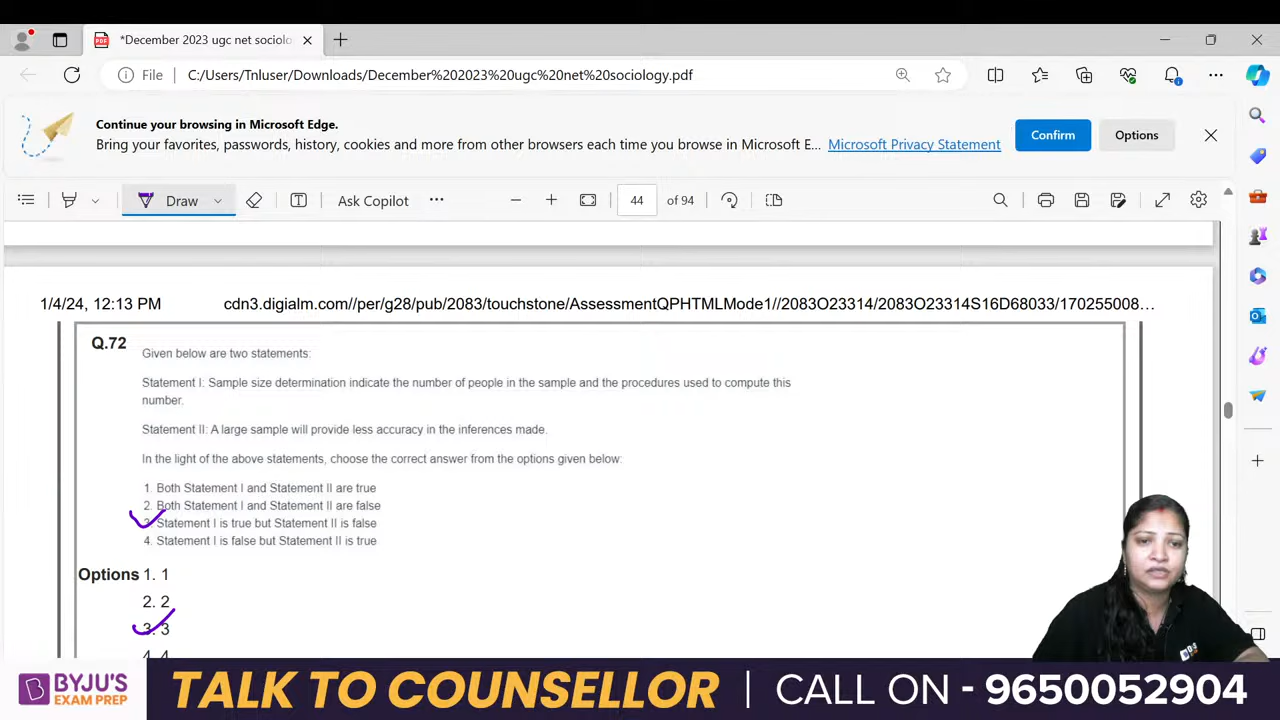 *December 2023 ugc net sociolo
File C:/Users/Tnluser/Downloads/December%202023%20ugc%20net%20sociology.pdf
Continue your browsing in Microsoft Edge.
Bring your favorites, passwords, history, cookies and more from other browsers each time you browse in Microsoft E... Microsoft Privacy Statement
Confirm
Options
Draw
Ask Copilot
44 of 94
1/4/24, 12:13 PM
cdn3.digialm.com//per/g28/pub/2083/touchstone/AssessmentQPHTMLMode1//2083O23314/2083O23314S16D68033/170255008…
Q.72
Given below are two statements:
Statement I: Sample size determination indicate the number of people in the sample and the procedures used to compute this
number.
Statement II: A large sample will provide less accuracy in the inferences made.
In the light of the above statements, choose the correct answer from the options given below:
1. Both Statement I and Statement II are true
2. Both Statement I and Statement II are false
3. Statement I is true but Statement II is false
4. Statement I is false but Statement II is true
Options 1. 1
2. 2
3. 3
4. 4
BYJU'S
EXAM PREP
TALK TO COUNSELLOR | CALL ON - 9650052904